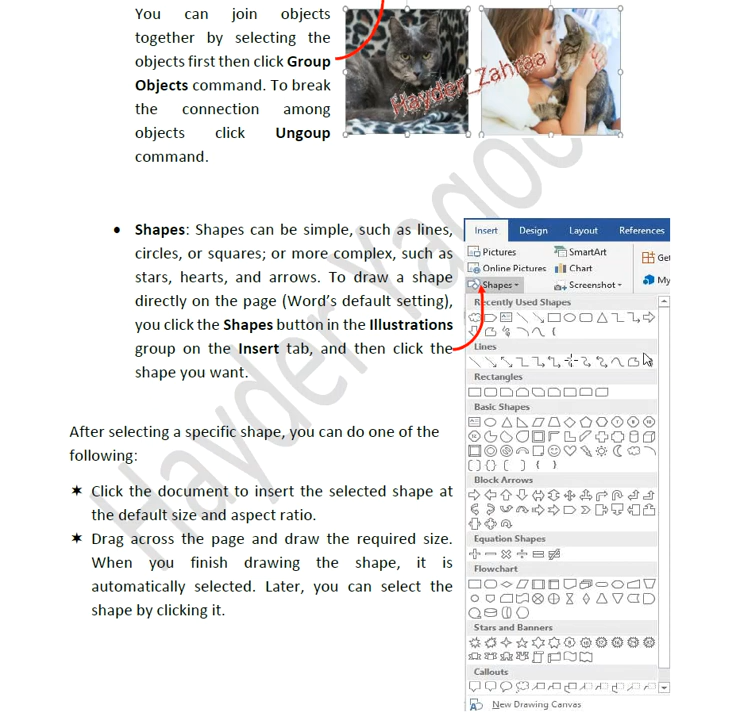 You can join objects
together by selecting the
objects first then click Group
Objects command. To break
the connection among
objects click Ungoup
command.
Hayder_Zahraa
• Shapes: Shapes can be simple, such as lines,
circles, or squares; or more complex, such as
stars, hearts, and arrows. To draw a shape
directly on the page (Word's default setting),
you click the Shapes button in the Illustrations
group on the Insert tab, and then click the
shape you want.
After selecting a specific shape, you can do one of the
following:
✶ Click the document to insert the selected shape at
the default size and aspect ratio.
✶ Drag across the page and draw the required size.
When you finish drawing the shape, it is
automatically selected. Later, you can select the
shape by clicking it.
Insert Design Layout References
Pictures SmartArt Get
Online Pictures Chart My
Shapes Screenshot
Recently Used Shapes
Lines
Rectangles
Basic Shapes
Block Arrows
Equation Shapes
Flowchart
Stars and Banners
Callouts
New Drawing Canvas
Hayder Yaqoo